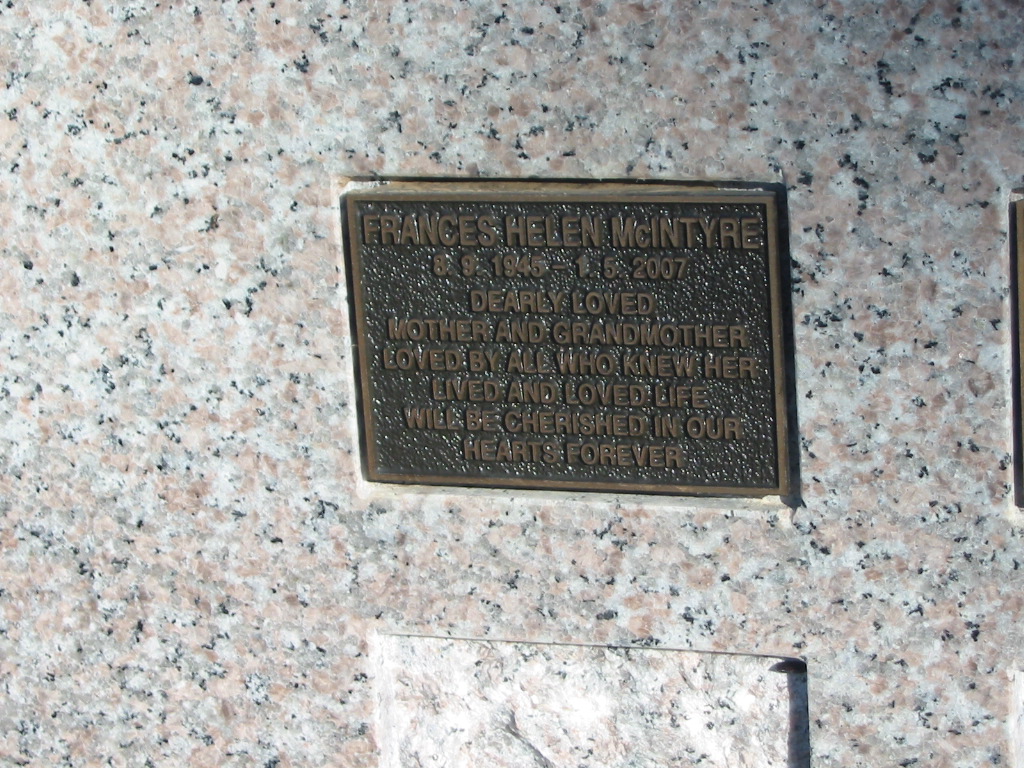 FRANCES HELEN McINTYRE
8. 9. 1945 - 1. 5. 2007
DEARLY LOVED
MOTHER AND GRANDMOTHER
LOVED BY ALL WHO KNEW HER
LIVED AND LOVED LIFE
WILL BE CHERISHED IN OUR
HEARTS FOREVER